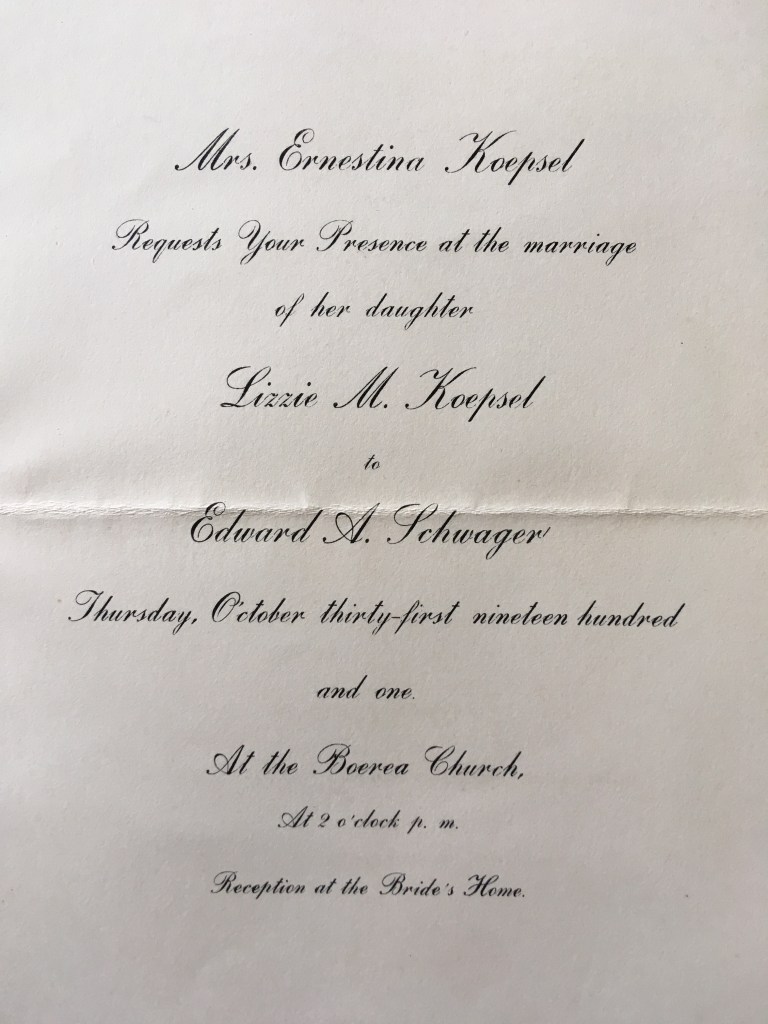 Mrs. Ernestina Koepsel
Requests Your Presence at the marriage
of her daughter
Lizzie M. Koepsel
to
Edward A. Schwager
Thursday, October thirty-first nineteen hundred
and one.
At the Boerea Church,
At 2 o'clock p. m.
Reception at the Bride's Home.